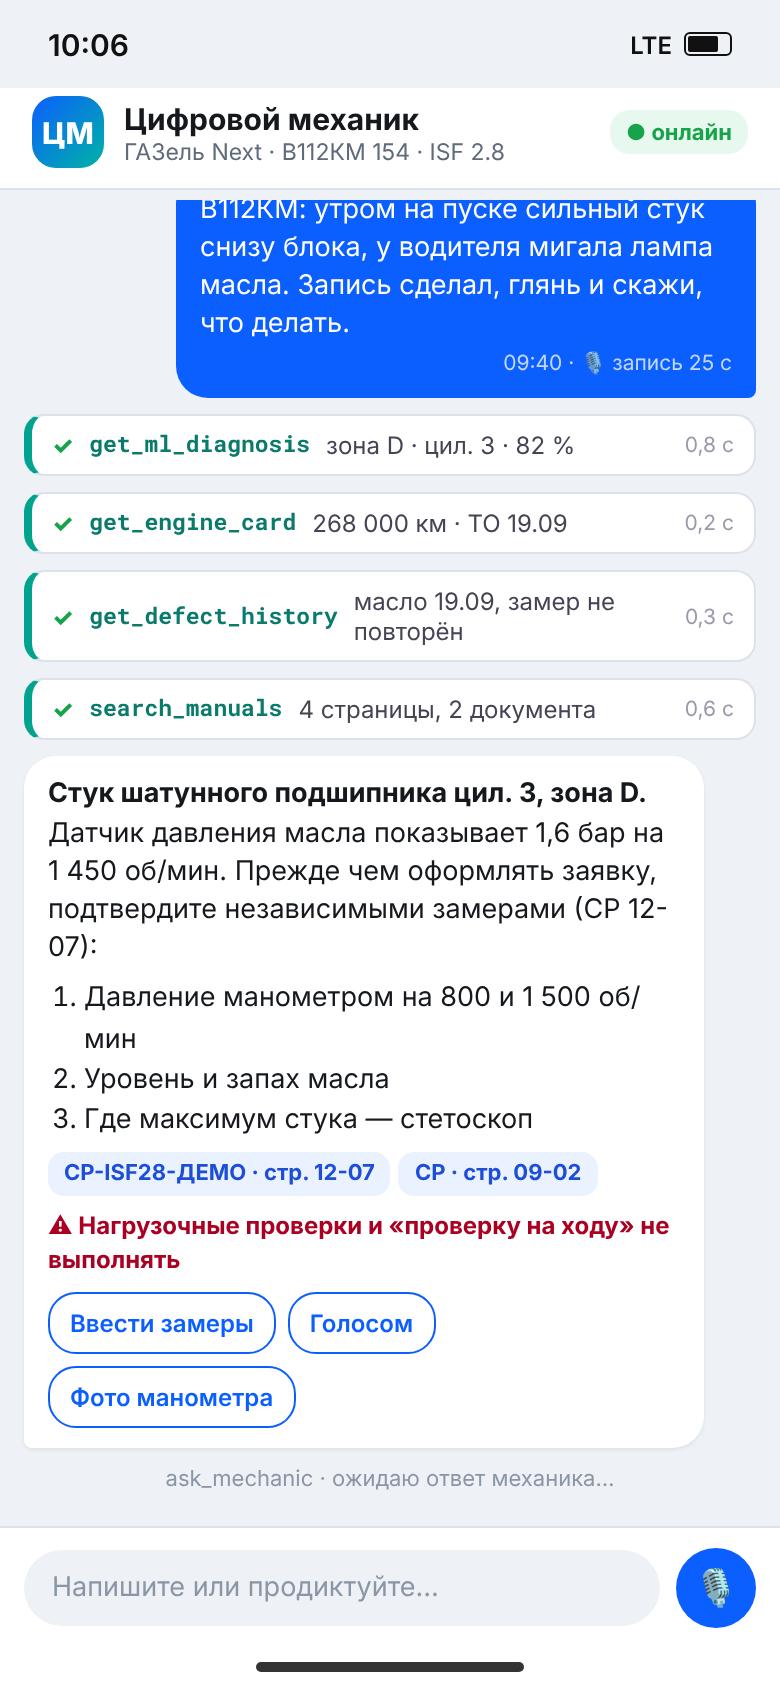 10:06
LTE
ЦМ
Цифровой механик
ГАЗель Next · В112КМ 154 · ISF 2.8
онлайн
В112КМ: утром на пуске сильный стук
снизу блока, у водителя мигала лампа
масла. Запись сделал, глянь и скажи,
что делать.
09:40 · 🎙️ запись 25 с
✓ get_ml_diagnosis зона D · цил. 3 · 82 % 0,8 с
✓ get_engine_card 268 000 км · ТО 19.09 0,2 с
✓ get_defect_history масло 19.09, замер не
повторён 0,3 с
✓ search_manuals 4 страницы, 2 документа 0,6 с
Стук шатунного подшипника цил. 3, зона D.
Датчик давления масла показывает 1,6 бар на
1 450 об/мин. Прежде чем оформлять заявку,
подтвердите независимыми замерами (СР 12-
07):
1. Давление манометром на 800 и 1 500 об/
мин
2. Уровень и запах масла
3. Где максимум стука — стетоскоп
СР-ISF28-ДЕМО · стр. 12-07
СР · стр. 09-02
⚠ Нагрузочные проверки и «проверку на ходу» не
выполнять
Ввести замеры
Голосом
Фото манометра
ask_mechanic · ожидаю ответ механика…
Напишите или продиктуйте…